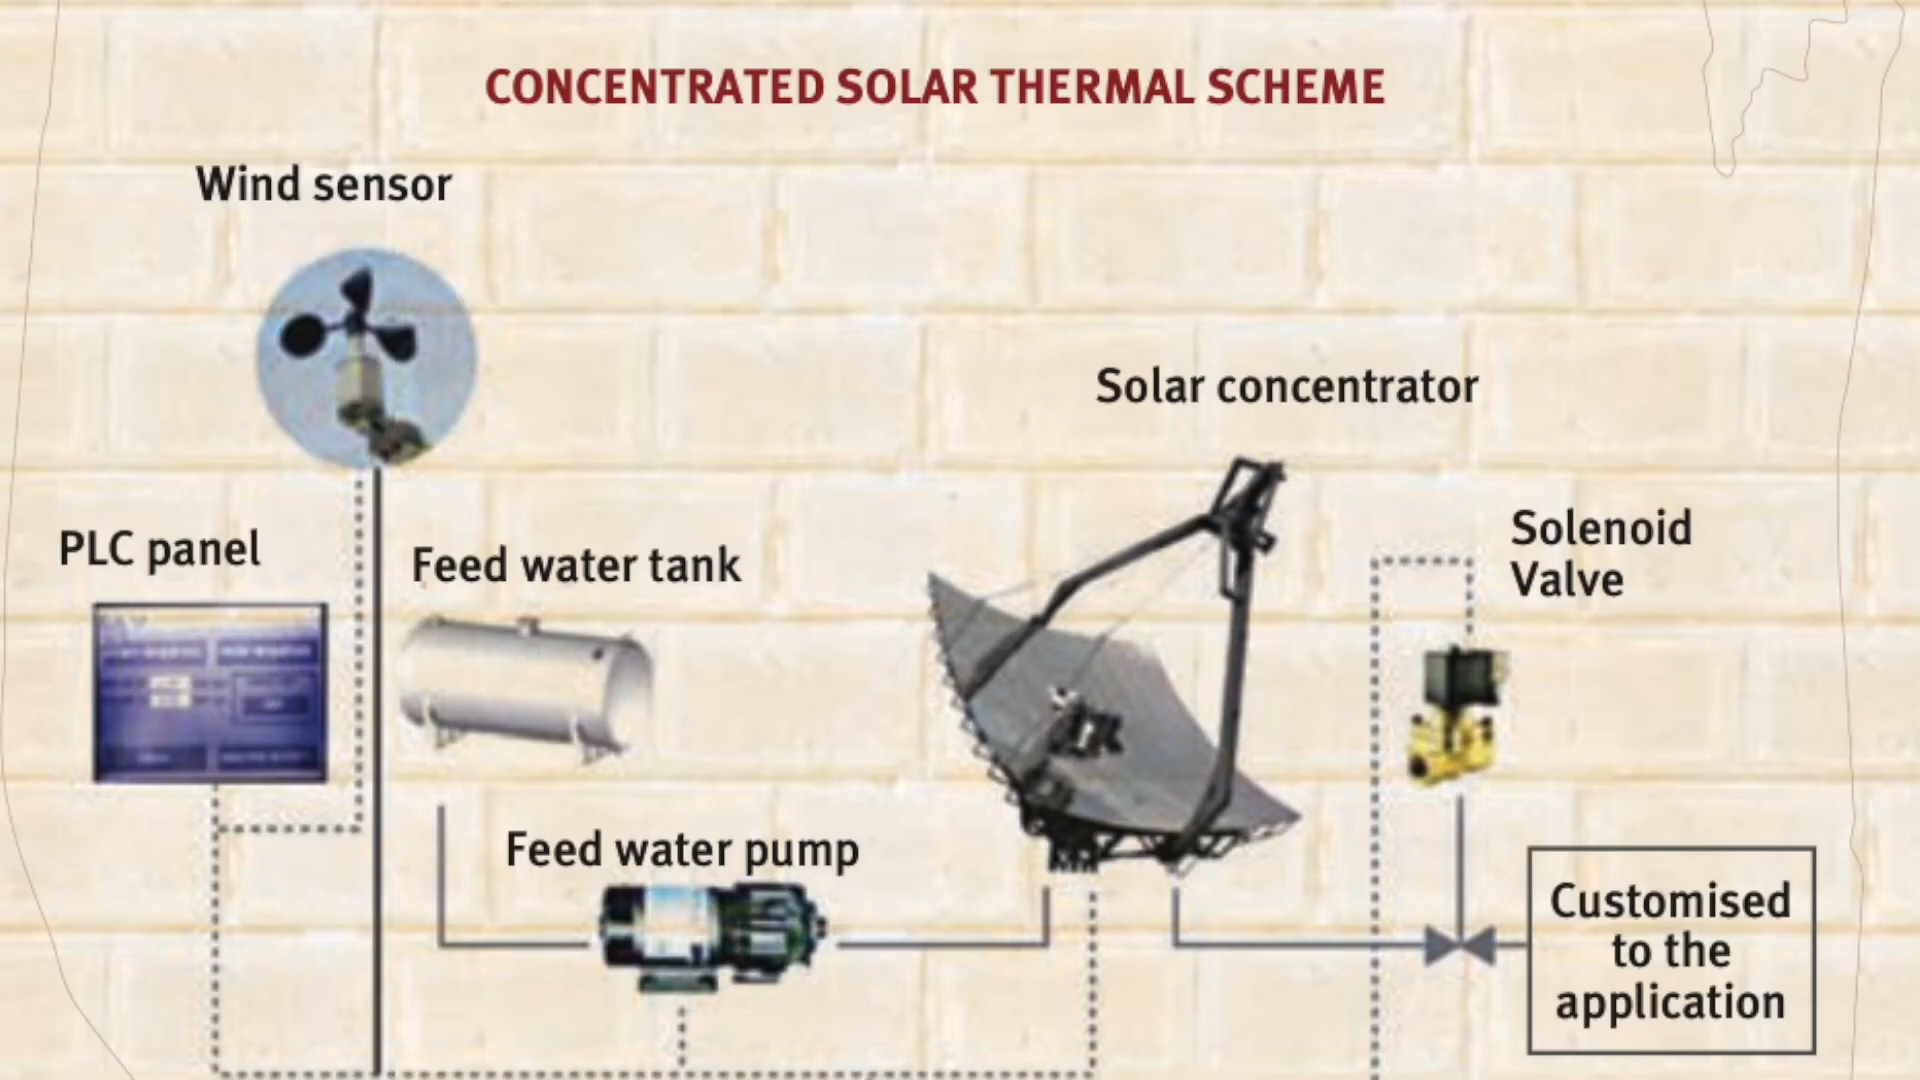 CONCENTRATED SOLAR THERMAL SCHEME
Wind sensor
Solar concentrator
Solenoid
Valve
PLC panel
Feed water tank
Feed water pump
Customised
to the
application